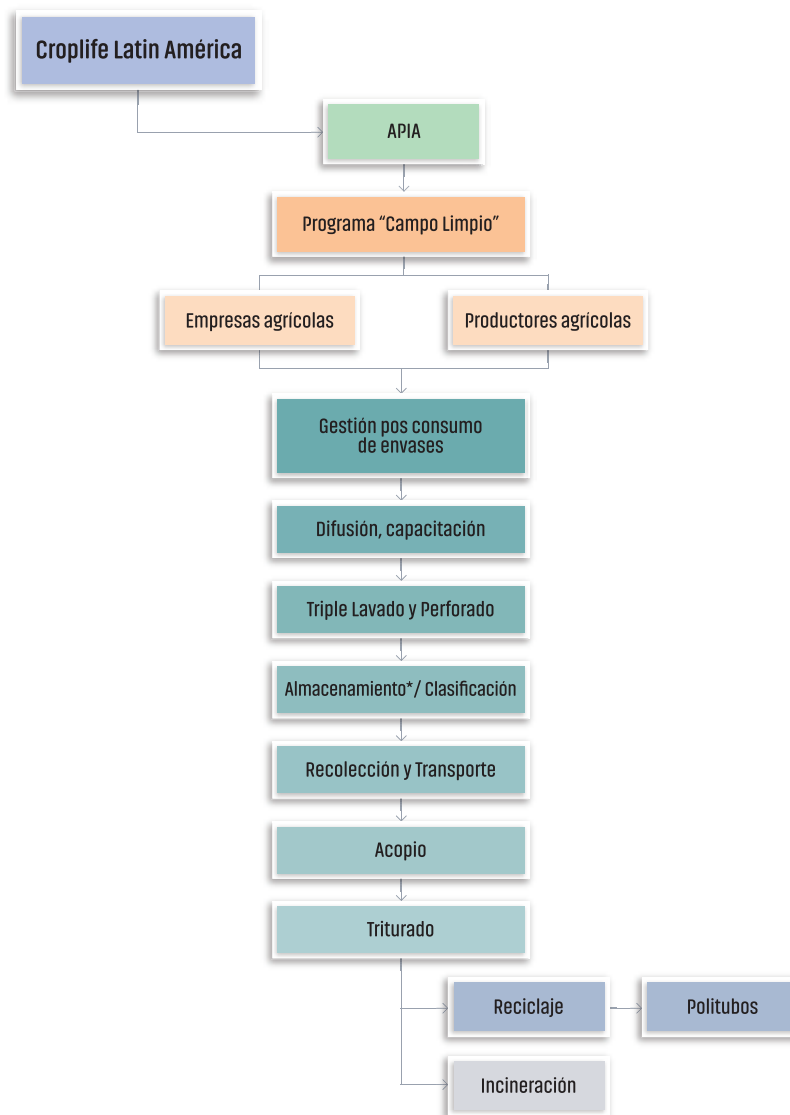 Croplife Latin América
APIA
Programa “Campo Limpio”
Empresas agrícolas
Productores agrícolas
Gestión pos consumo
de envases
Difusión, capacitación
Triple Lavado y Perforado
Almacenamiento*/ Clasificación
Recolección y Transporte
Acopio
Triturado
Reciclaje
Politubos
Incineración